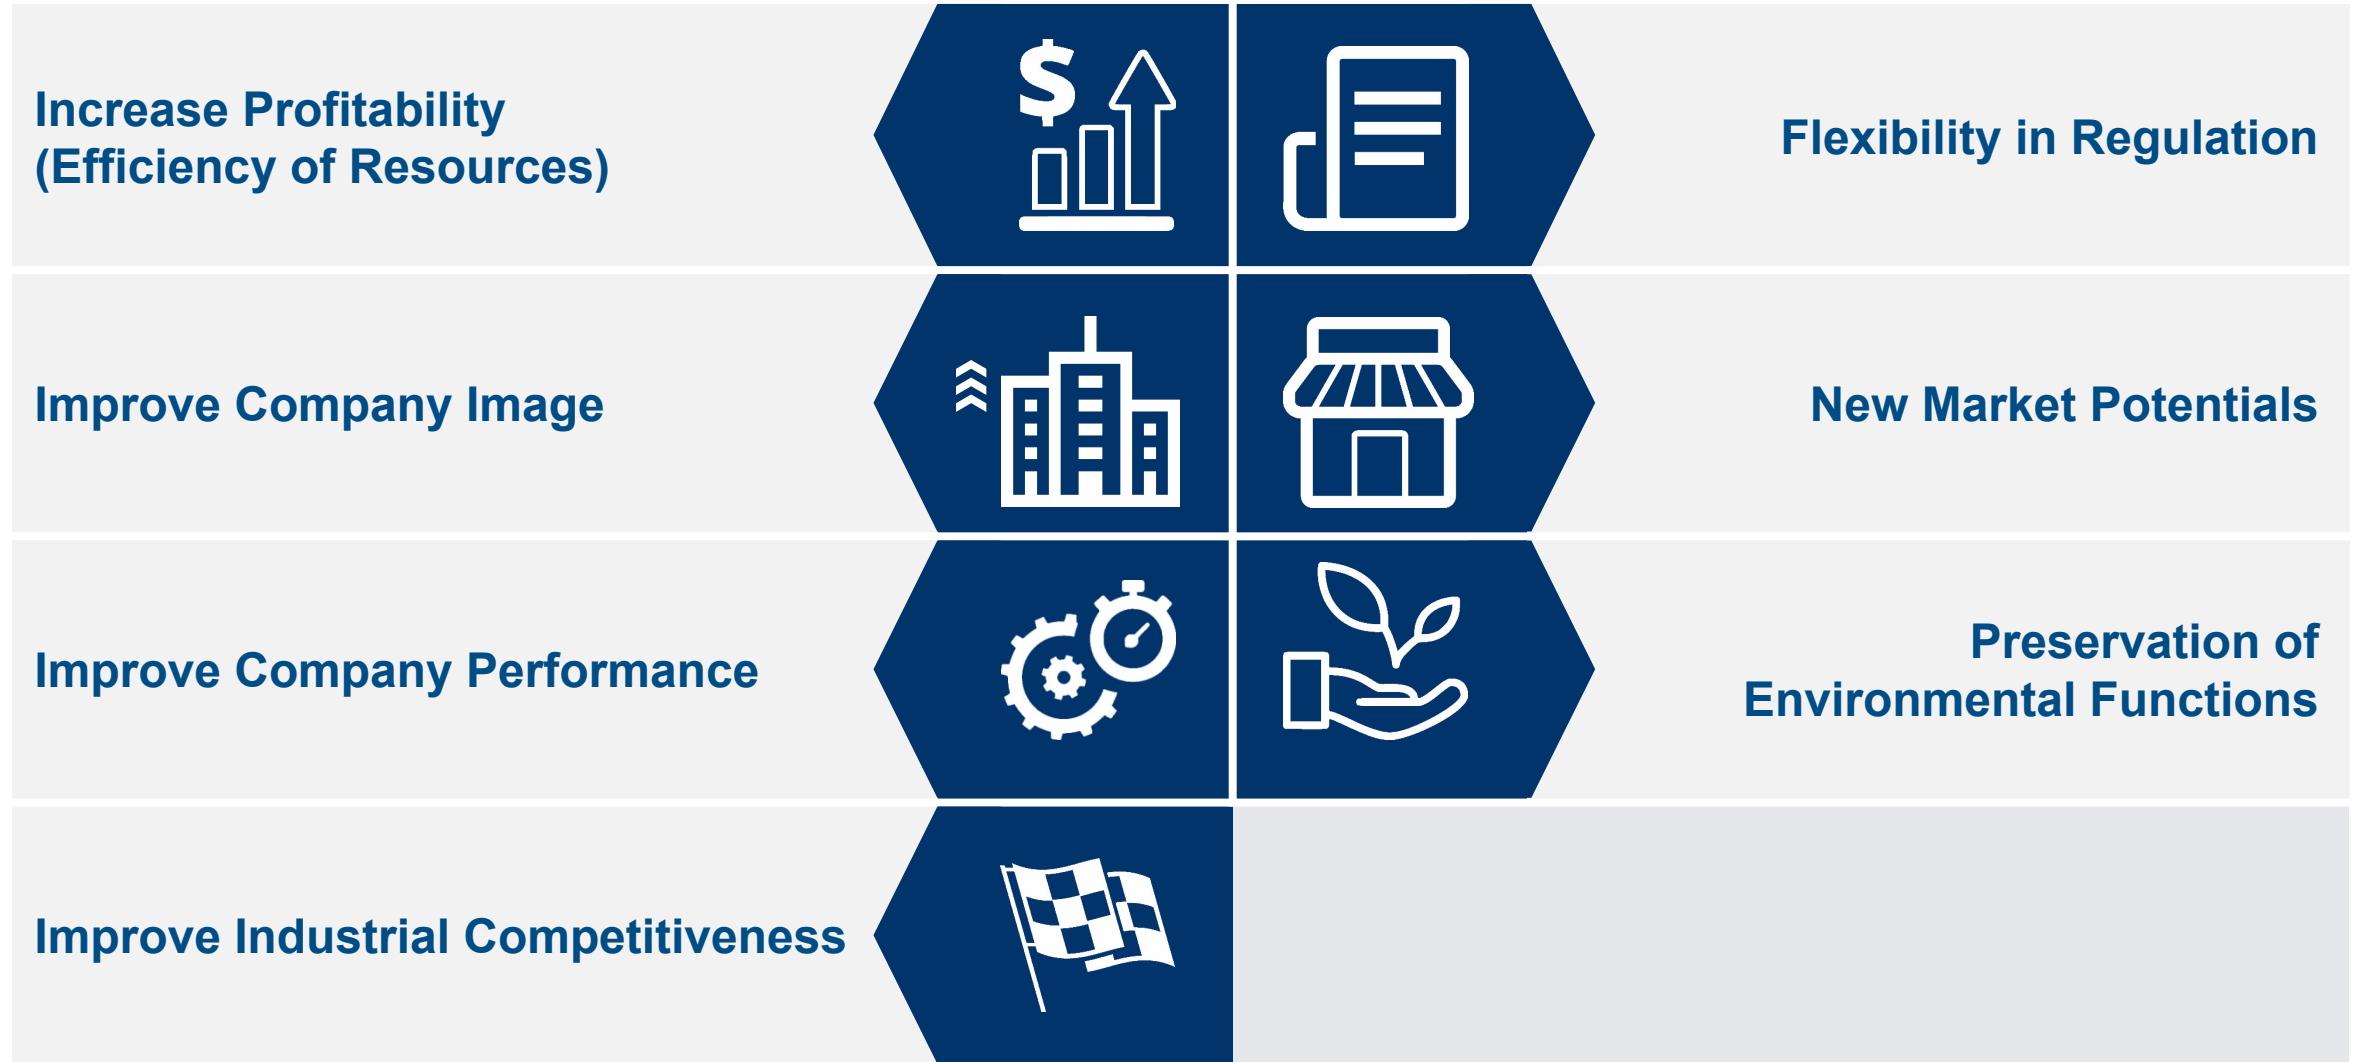 Increase Profitability
(Efficiency of Resources)
Flexibility in Regulation
Improve Company Image
New Market Potentials
Improve Company Performance
Preservation of
Environmental Functions
Improve Industrial Competitiveness